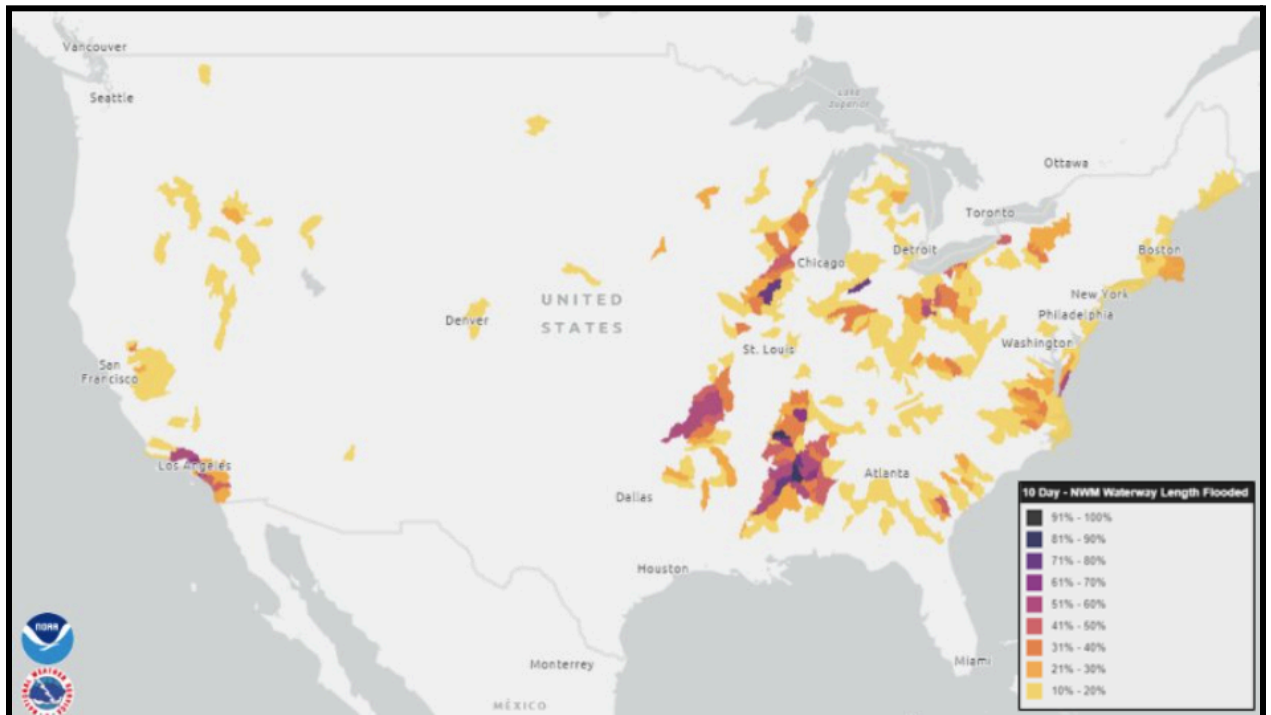 Vancouver
Seattle
Lake
Superior
Ottawa
Toronto
Detroit
Boston
Chicago
New York
UNITED
STATES
Denver
Philadelphia
Washington
St. Louis
San
Francisco
Los Angeles
Atlanta
Dallas
Houston
Miami
Monterrey
MÉXICO
10 Day - NWM Waterway Length Flooded
91% - 100%
81% - 90%
71% - 80%
61% - 70%
51% - 60%
41% - 50%
31% - 40%
21% - 30%
10% - 20%
NOAA